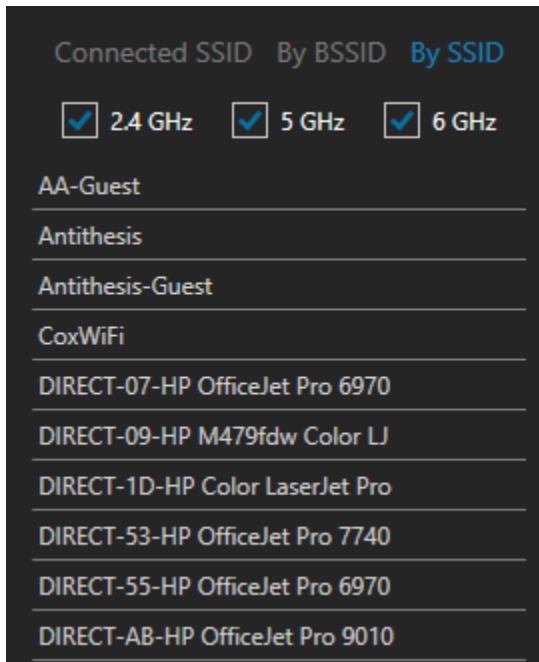 Connected SSID By BSSID By SSID
2.4 GHz 5 GHz 6 GHz
AA-Guest
Antithesis
Antithesis-Guest
CoxWiFi
DIRECT-07-HP OfficeJet Pro 6970
DIRECT-09-HP M479fdw Color LJ
DIRECT-1D-HP Color LaserJet Pro
DIRECT-53-HP OfficeJet Pro 7740
DIRECT-55-HP OfficeJet Pro 6970
DIRECT-AB-HP OfficeJet Pro 9010